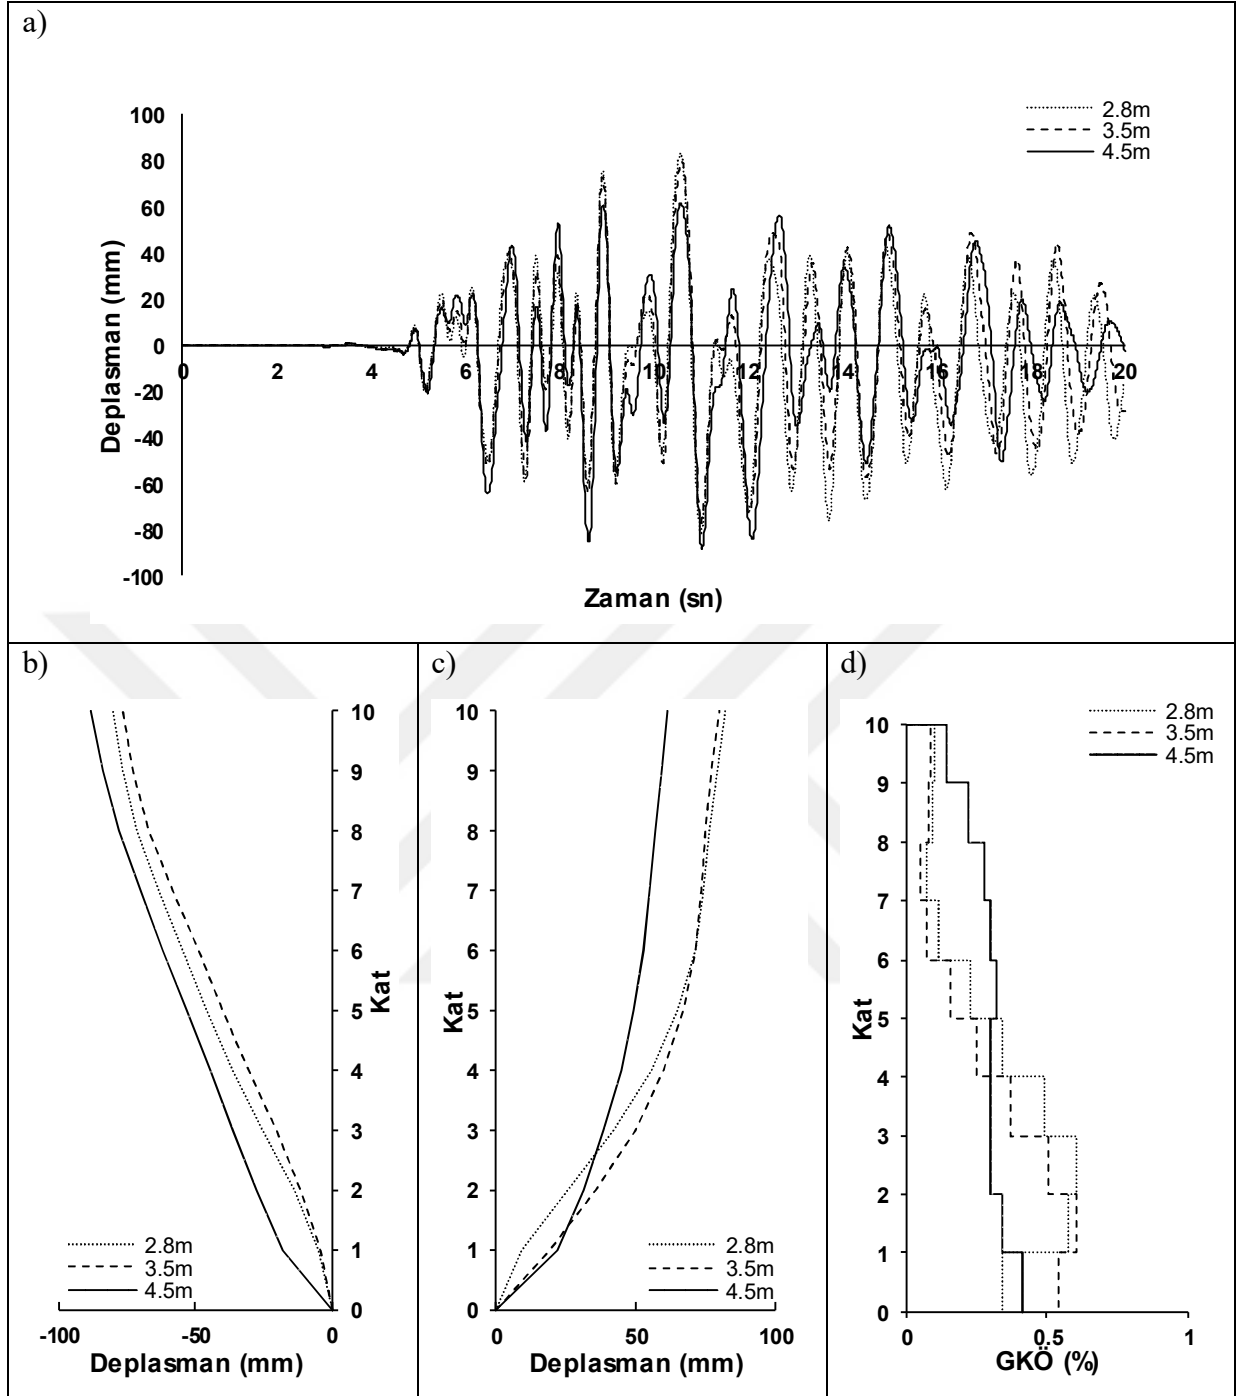 a)
100
80
60
40
20
0
-20
-40
-60
-80
-100
Deplasman (mm)
0 2 4 6 8 10 12 14 16 18 20
Zaman (sn)
2.8m
3.5m
4.5m
b)
10
9
8
7
6
5
4
3
2
1
0
Kat
2.8m
3.5m
4.5m
-100 -50 0
Deplasman (mm)
c)
10
9
8
7
6
5
4
3
2
1
0
Kat
2.8m
3.5m
4.5m
0 50 100
Deplasman (mm)
d)
2.8m
3.5m
4.5m
10
9
8
7
6
5
4
3
2
1
0
Kat
0 0.5 1
GKÖ (%)